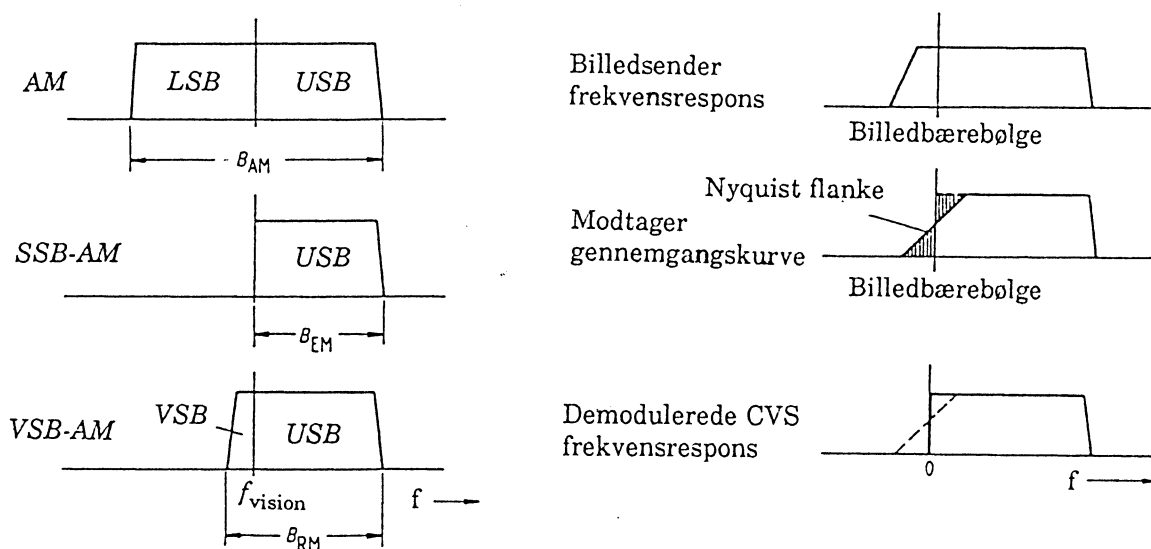 AM
LSB
USB
B_AM
SSB-AM
USB
B_EM
VSB-AM
VSB
USB
f_vision
f
B_RM
Billedsender
frekvensrespons
Billedbærebølge
Nyquist flanke
Modtager
gennemgangskurve
Billedbærebølge
Demodulerede CVS
frekvensrespons
0
f